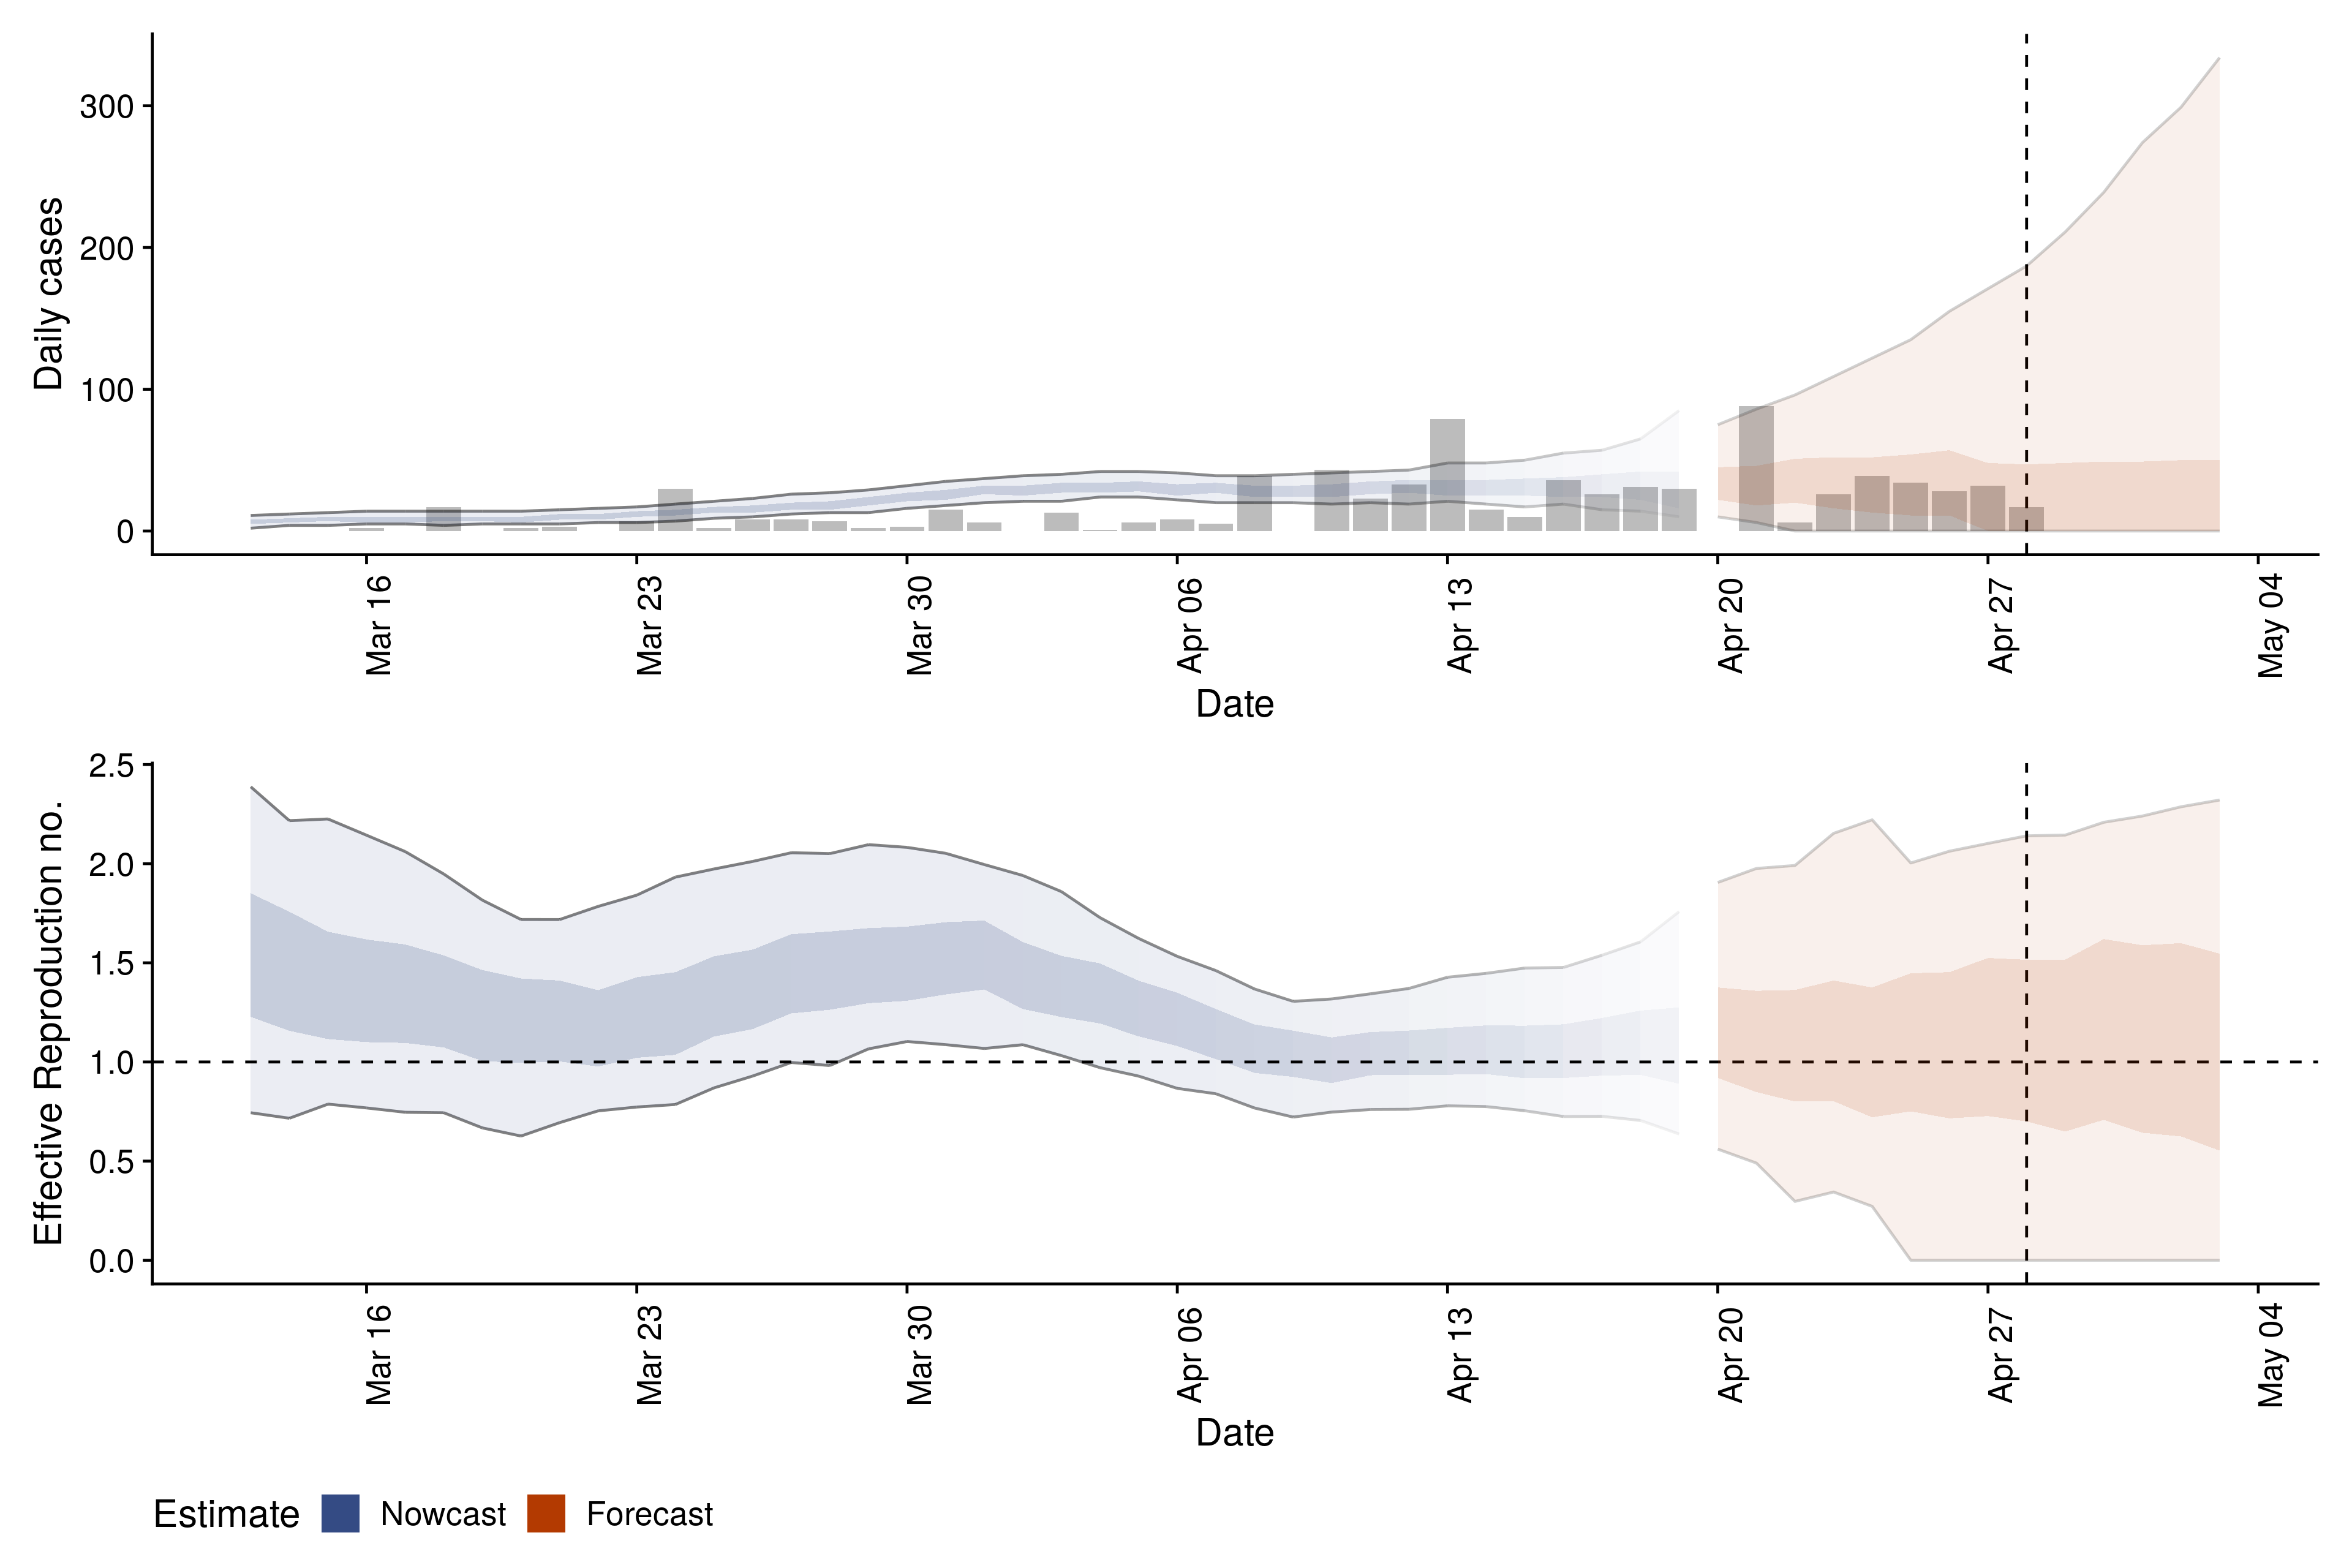 Daily cases
300
200
100
0
Mar 16
Mar 23
Mar 30
Apr 06
Apr 13
Apr 20
Apr 27
May 04
Date
Effective Reproduction no.
2.5
2.0
1.5
1.0
0.5
0.0
Mar 16
Mar 23
Mar 30
Apr 06
Apr 13
Apr 20
Apr 27
May 04
Date
Estimate Nowcast Forecast